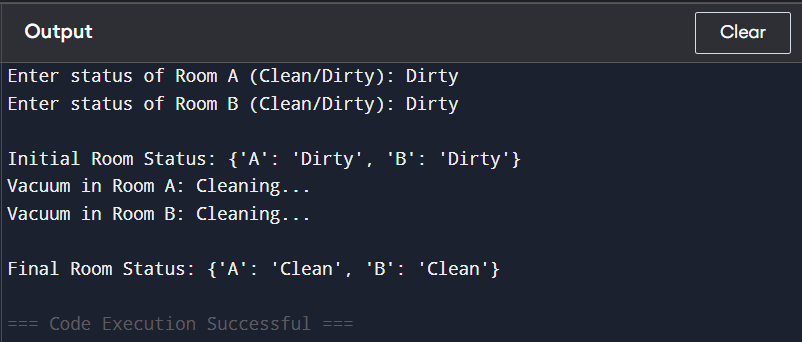 Output
Clear
Enter status of Room A (Clean/Dirty): Dirty
Enter status of Room B (Clean/Dirty): Dirty
Initial Room Status: {'A': 'Dirty', 'B': 'Dirty'}
Vacuum in Room A: Cleaning...
Vacuum in Room B: Cleaning...
Final Room Status: {'A': 'Clean', 'B': 'Clean'}
=== Code Execution Successful ===